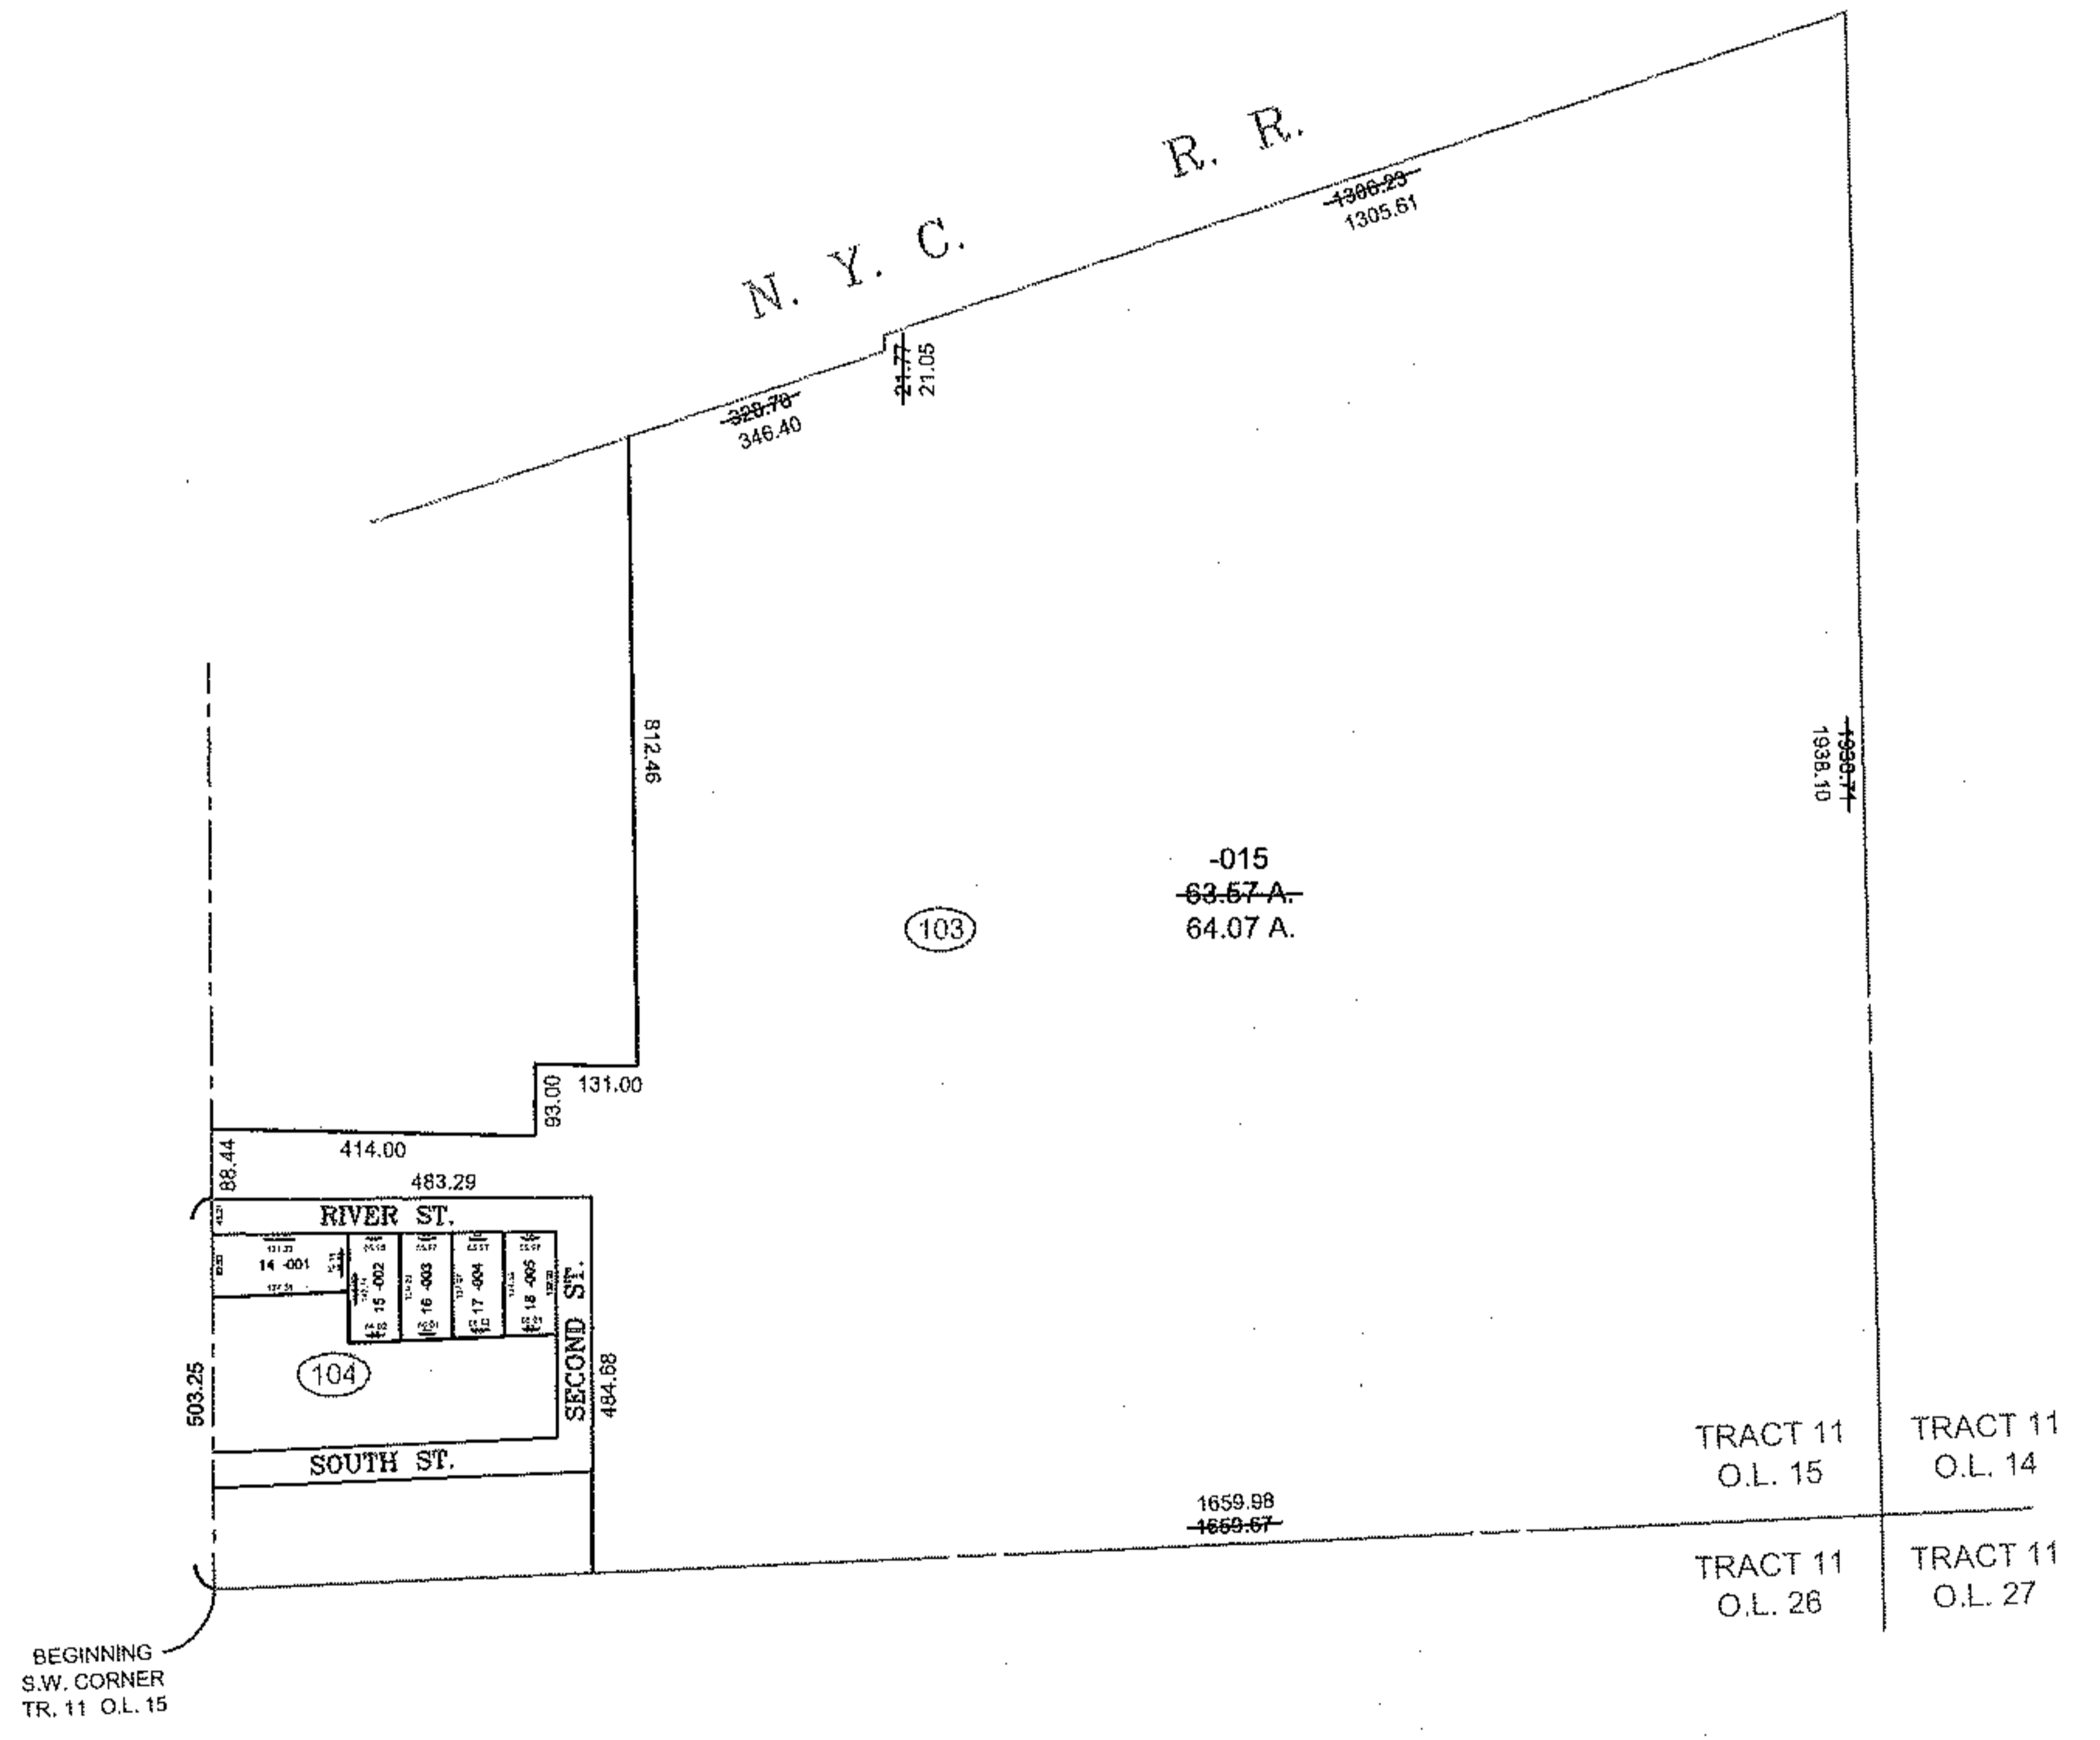 N. Y. C. R. R.
1306.23
1305.61
21.77
21.05
328.70
346.40
812.46
1938.10
-015
63.57 A.
64.07 A.
103
93.00
131.00
414.00
88.44
483.29
RIVER ST.
14 -001
15 -002
16 -003
17 -004
18 -005
SECOND ST.
104
503.25
484.68
SOUTH ST.
TRACT 11
O.L. 15
TRACT 11
O.L. 14
1659.98
1659.67
TRACT 11
O.L. 26
TRACT 11
O.L. 27
BEGINNING
S.W. CORNER
TR. 11 O.L. 15